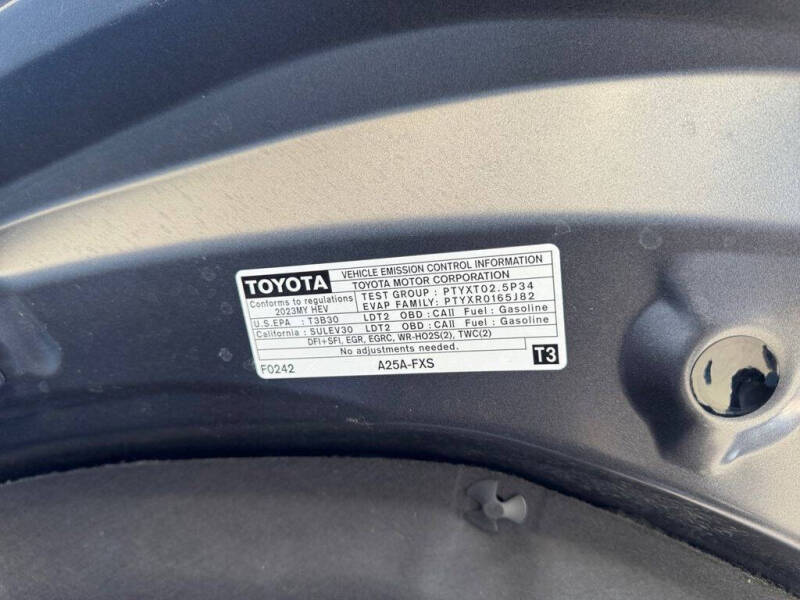 TOYOTA VEHICLE EMISSION CONTROL INFORMATION
TOYOTA MOTOR CORPORATION
Conforms to regulations
2023MY HEV
TEST GROUP : PTYXT02.5P34
EVAP FAMILY: PTYXR0165J82
U.S.EPA : T3B30 LDT2 OBD : CAII Fuel : Gasoline
California : SULEV30 LDT2 OBD : CAII Fuel : Gasoline
DFI+SFI, EGR, EGRC, WR-HO2S(2), TWC(2)
No adjustments needed.
F0242 A25A-FXS T3